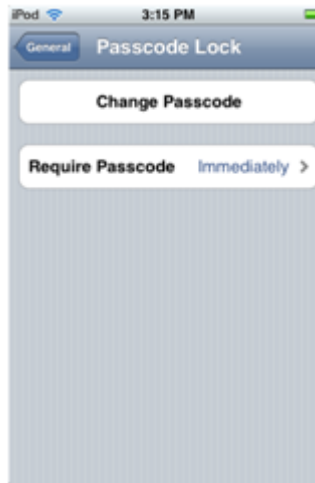 iPod 3:15 PM
General Passcode Lock
Change Passcode
Require Passcode Immediately